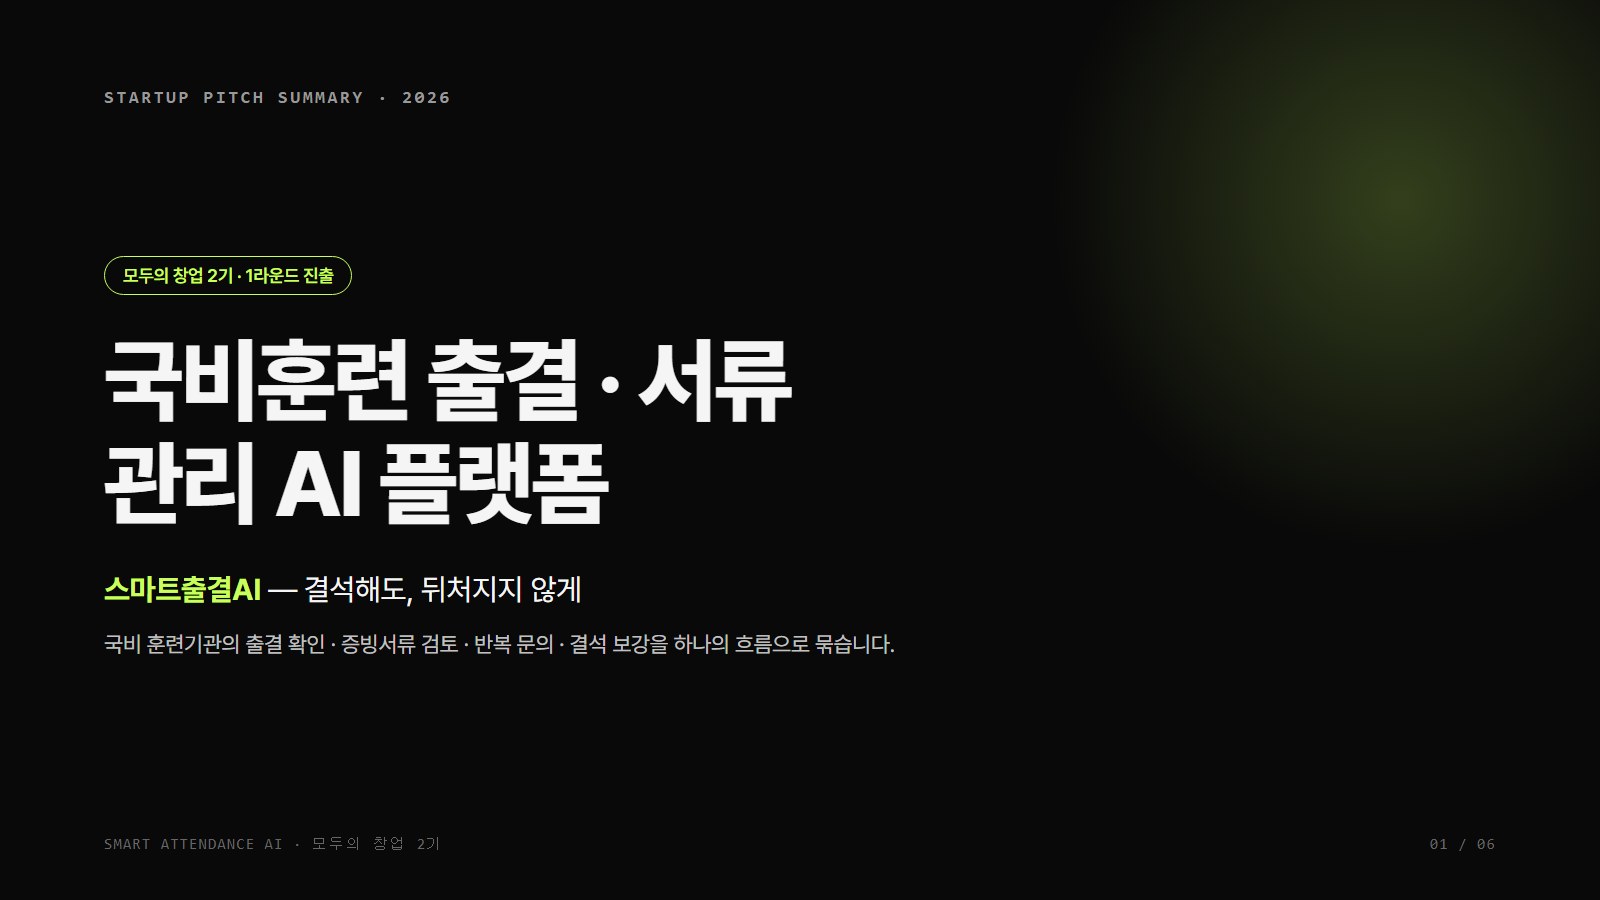 STARTUP PITCH SUMMARY · 2026
모두의 창업 2기 · 1라운드 진출
국비훈련 출결 · 서류
관리 AI 플랫폼
스마트출결AI — 결석해도, 뒤처지지 않게
국비 훈련기관의 출결 확인 · 증빙서류 검토 · 반복 문의 · 결석 보강을 하나의 흐름으로 묶습니다.
SMART ATTENDANCE AI · 모두의 창업 2기
01 / 06